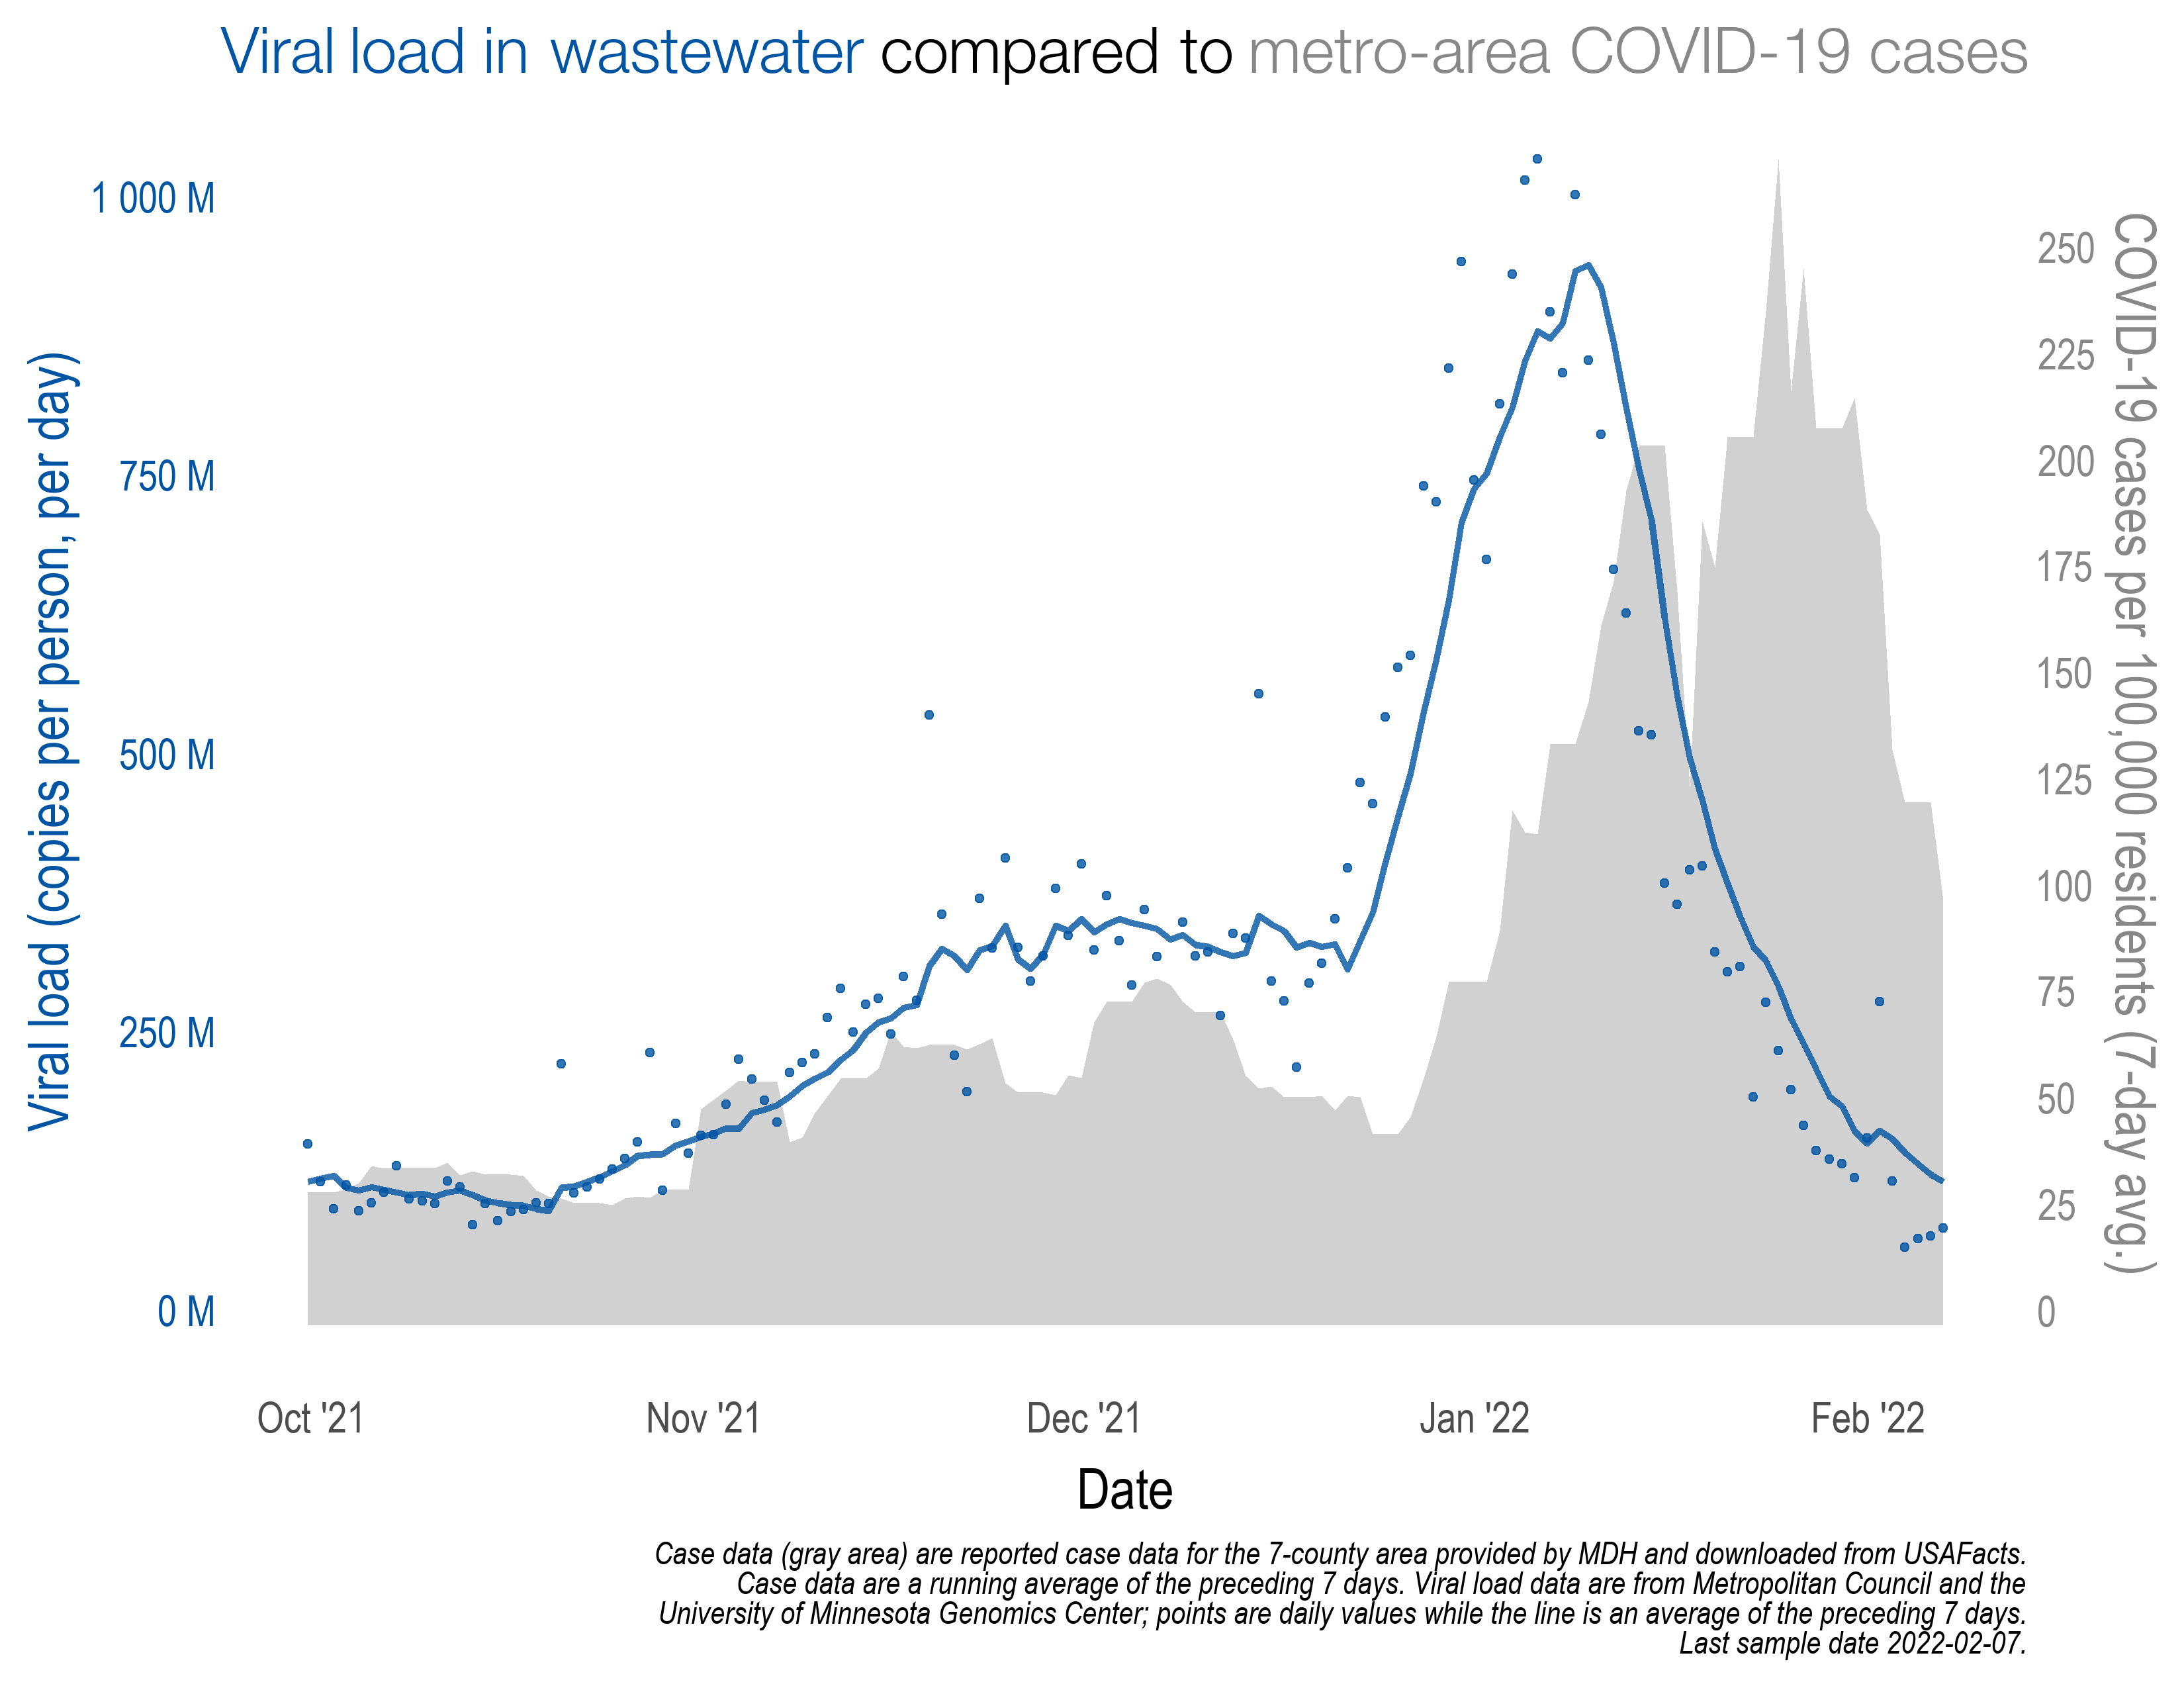 Viral load in wastewater compared to metro-area COVID-19 cases
Viral load (copies per person, per day)
1 000 M
750 M
500 M
250 M
0 M
250
225
200
175
150
125
100
75
50
25
0
COVID-19 cases per 100,000 residents (7-day avg.)
Oct '21
Nov '21
Dec '21
Jan '22
Feb '22
Date
Case data (gray area) are reported case data for the 7-county area provided by MDH and downloaded from USAFacts.
Case data are a running average of the preceding 7 days. Viral load data are from Metropolitan Council and the
University of Minnesota Genomics Center; points are daily values while the line is an average of the preceding 7 days.
Last sample date 2022-02-07.